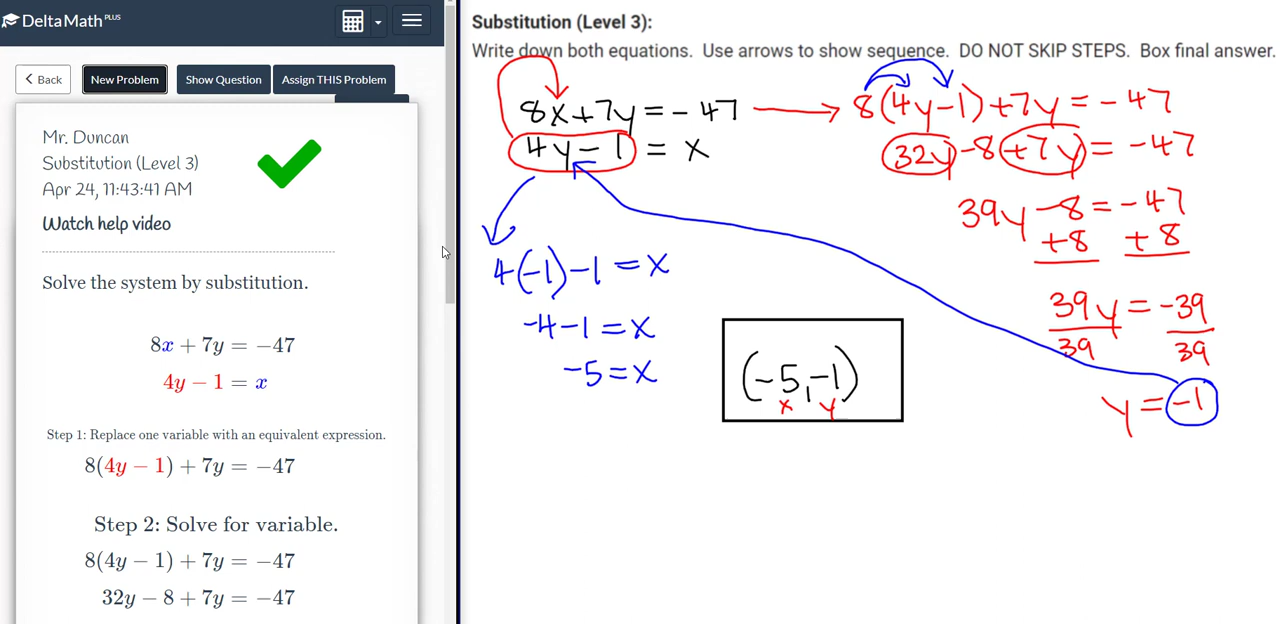 DeltaMath PLUS
Back
New Problem
Show Question
Assign THIS Problem
Mr. Duncan
Substitution (Level 3)
Apr 24, 11:43:41 AM
Watch help video
Solve the system by substitution.
8x + 7y = −47
4y − 1 = x
Step 1: Replace one variable with an equivalent expression.
8(4y − 1) + 7y = −47
Step 2: Solve for variable.
8(4y − 1) + 7y = −47
32y − 8 + 7y = −47
Substitution (Level 3):
Write down both equations. Use arrows to show sequence. DO NOT SKIP STEPS. Box final answer.
8x+7y = -47
4y-1 = x
4(-1)-1 = x
-4-1 = x
-5 = x
(-5,-1)
x y
8(4y-1)+7y = -47
32y -8 +7y = -47
39y -8 = -47
+8 +8
39y = -39
39 39
y = -1